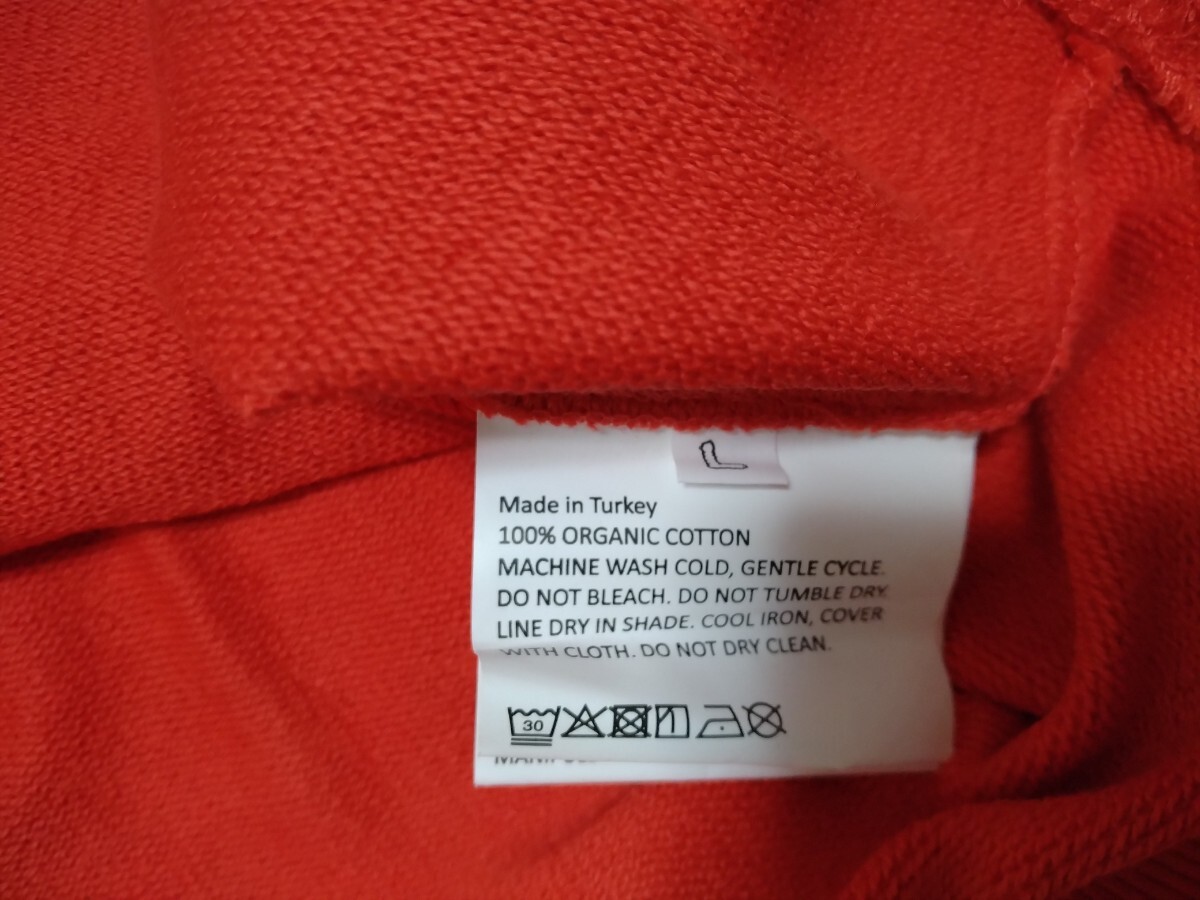 L
Made in Turkey
100% ORGANIC COTTON
MACHINE WASH COLD, GENTLE CYCLE.
DO NOT BLEACH. DO NOT TUMBLE DRY.
LINE DRY IN SHADE. COOL IRON, COVER
WITH CLOTH. DO NOT DRY CLEAN.
30